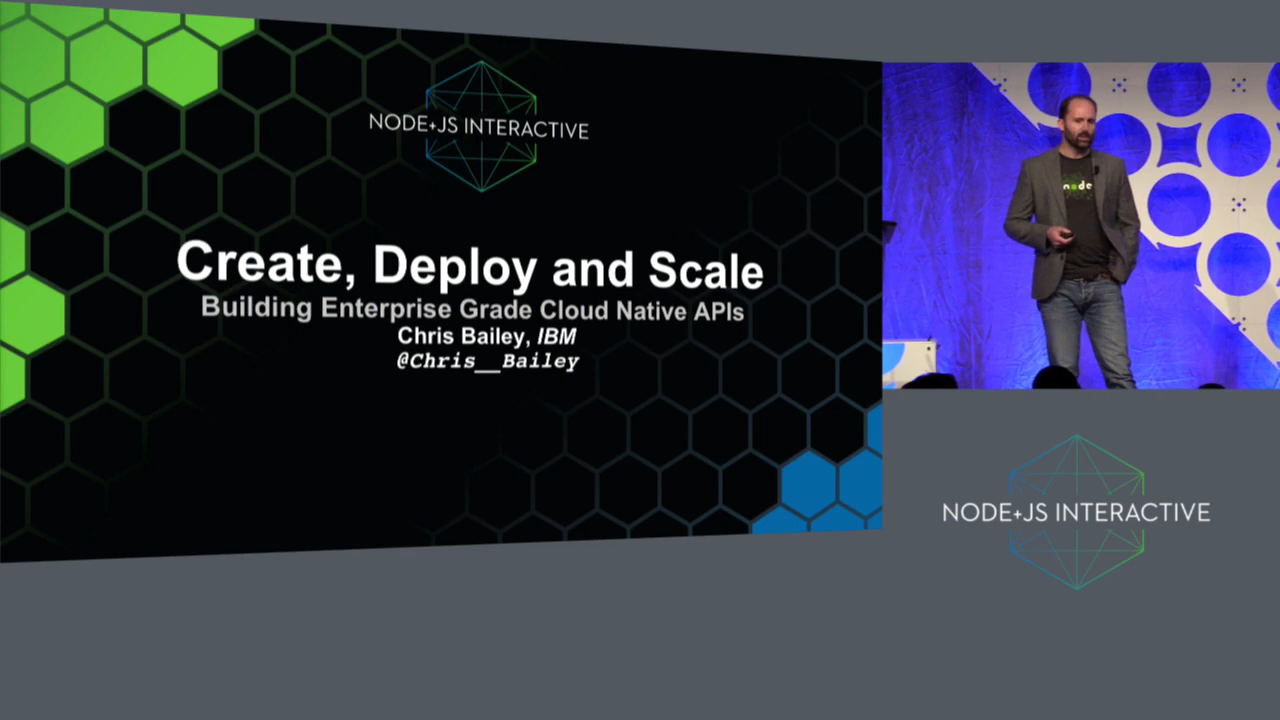 NODE+JS INTERACTIVE
Create, Deploy and Scale
Building Enterprise Grade Cloud Native APIs
Chris Bailey, IBM
@Chris__Bailey
node
NODE+JS INTERACTIVE